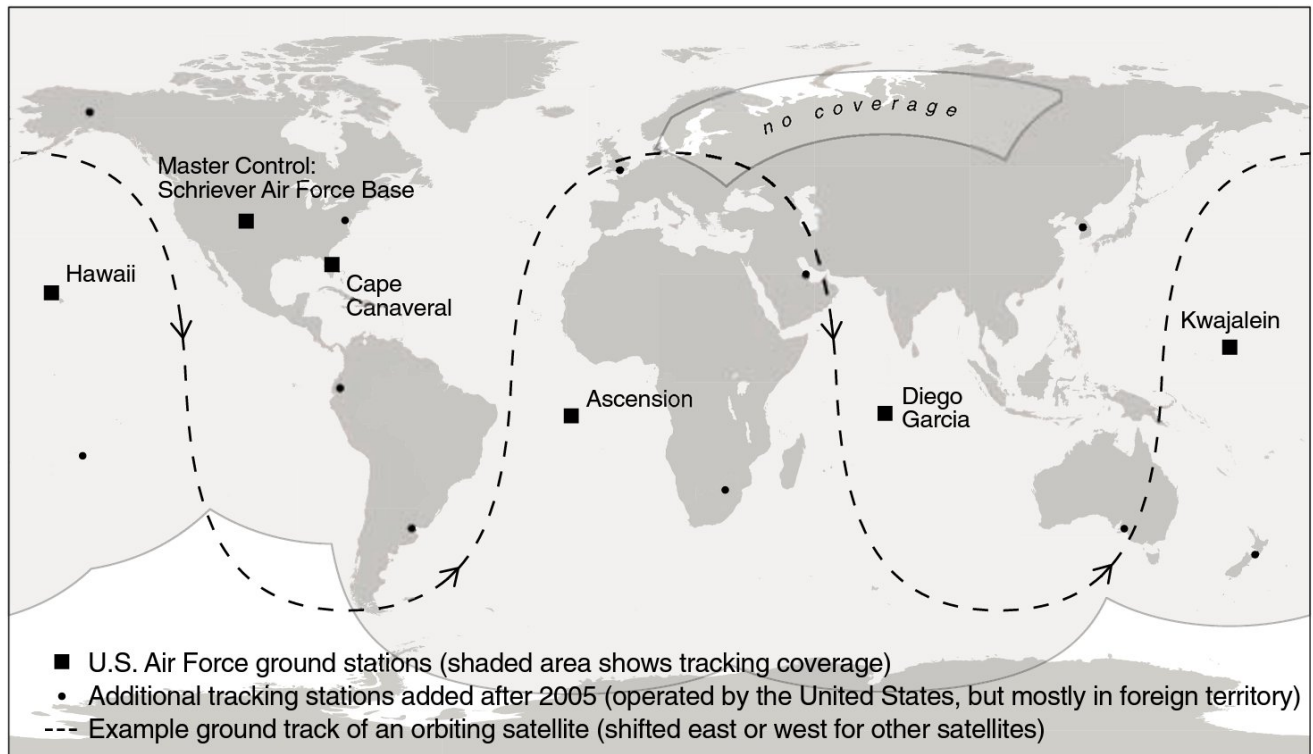 no coverage
Master Control:
Schriever Air Force Base
Hawaii
Cape
Canaveral
Kwajalein
Ascension
Diego
Garcia
U.S. Air Force ground stations (shaded area shows tracking coverage)
Additional tracking stations added after 2005 (operated by the United States, but mostly in foreign territory)
Example ground track of an orbiting satellite (shifted east or west for other satellites)